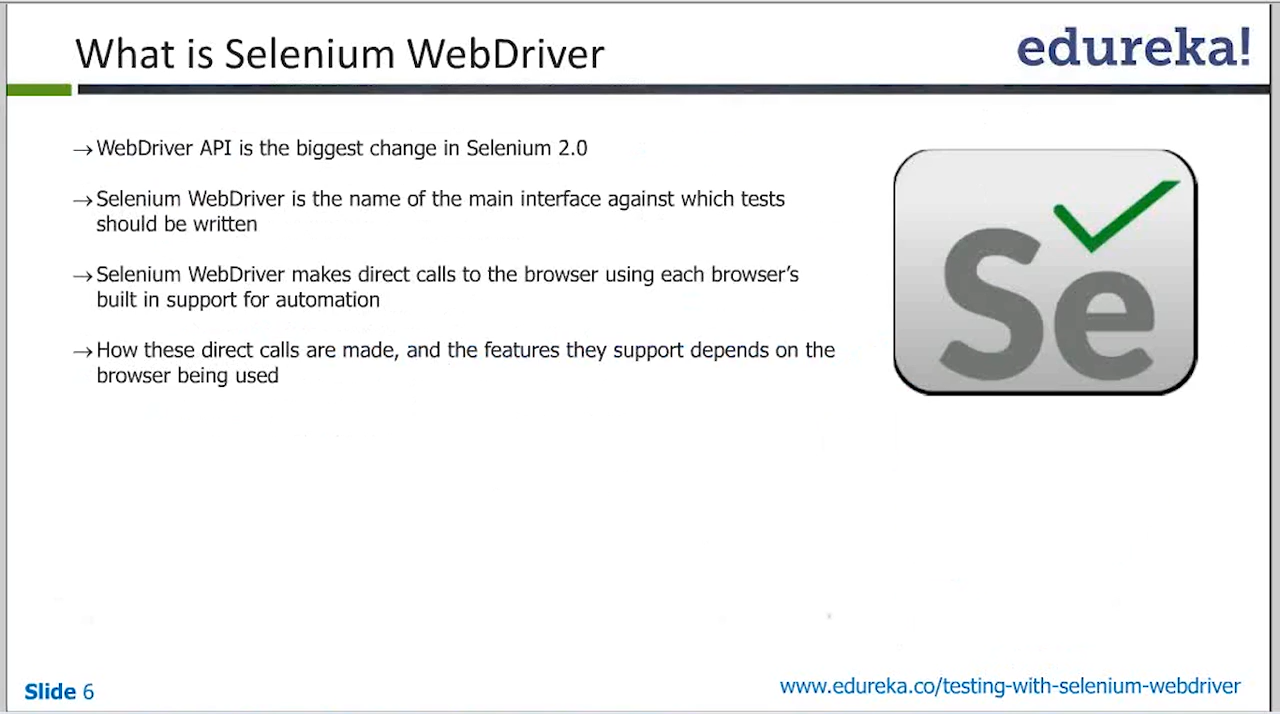 What is Selenium WebDriver
edureka!
→WebDriver API is the biggest change in Selenium 2.0
→Selenium WebDriver is the name of the main interface against which tests
should be written
→Selenium WebDriver makes direct calls to the browser using each browser’s
built in support for automation
→How these direct calls are made, and the features they support depends on the
browser being used
Se
Slide 6
www.edureka.co/testing-with-selenium-webdriver